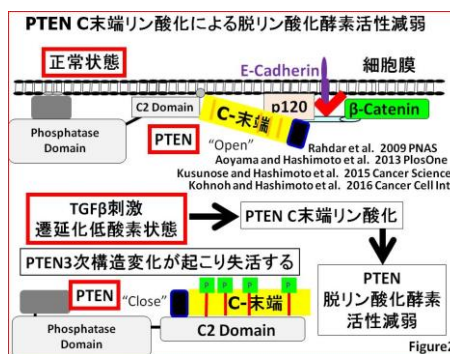 PTEN C末端リン酸化による脱リン酸化酵素活性減弱
正常状態
E-Cadherin
細胞膜
C2 Domain
p120
β-Catenin
C-末端
Phosphatase
Domain
PTEN
"Open"
Rahdar et al. 2009 PNAS
Aoyama and Hashimoto et al. 2013 PlosOne
Kusunose and Hashimoto et al. 2015 Cancer Science
Kohnoh and Hashimoto et al. 2016 Cancer Cell Int
TGFβ刺激
遷延化低酸素状態
PTEN C末端リン酸化
PTEN3次構造変化が起こり失活する
PTEN
"Close"
P P P P
C-末端
Phosphatase
Domain
C2 Domain
PTEN
脱リン酸化酵素
活性減弱
Figure2